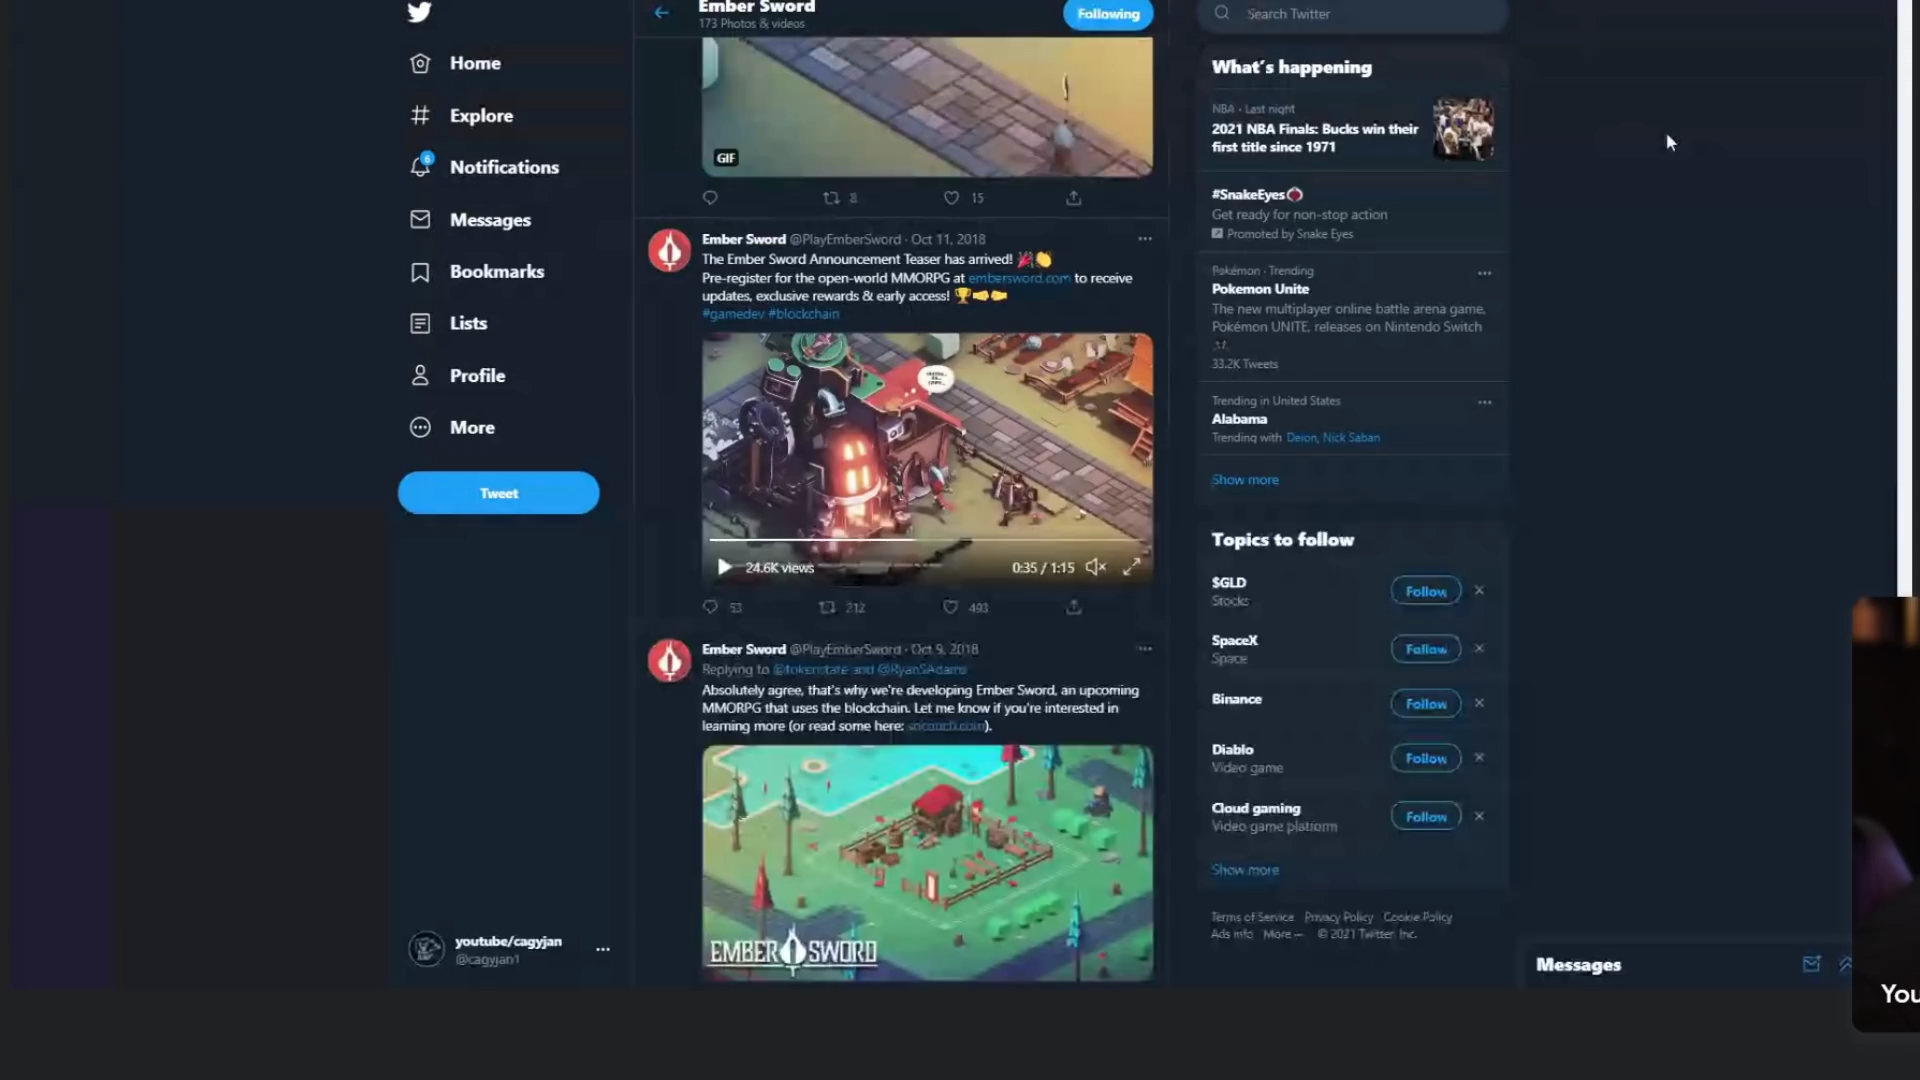 Ember Sword
173 Photos & videos
Following
Search Twitter
Home
Explore
6
Notifications
Messages
Bookmarks
Lists
Profile
More
Tweet
youtube/cagyjan
@cagyjan1
GIF
8
15
Ember Sword @PlayEmberSword · Oct 11, 2018
The Ember Sword Announcement Teaser has arrived! 🎉👏
Pre-register for the open-world MMORPG at embersword.com to receive
updates, exclusive rewards & early access! 🏆🤜🤛
#gamedev #blockchain
24.6K views
0:35 / 1:15
53
212
493
Ember Sword @PlayEmberSword · Oct 9, 2018
Replying to @tokenstate and @RyanSAdams
Absolutely agree, that's why we're developing Ember Sword, an upcoming
MMORPG that uses the blockchain. Let me know if you're interested in
learning more (or read some here: ).
EMBER SWORD
What's happening
NBA · Last night
2021 NBA Finals: Bucks win their
first title since 1971
#SnakeEyes
Get ready for non-stop action
Promoted by Snake Eyes
Pokémon · Trending
Pokemon Unite
The new multiplayer online battle arena game,
Pokémon UNITE, releases on Nintendo Switch
33.2K Tweets
Trending in United States
Alabama
Trending with Deion, Nick Saban
Show more
Topics to follow
$GLD
Stocks
Follow
SpaceX
Space
Follow
Binance
Follow
Diablo
Video game
Follow
Cloud gaming
Video game platform
Follow
Show more
Terms of Service Privacy Policy Cookie Policy
Ads info More © 2021 Twitter, Inc.
Messages
You